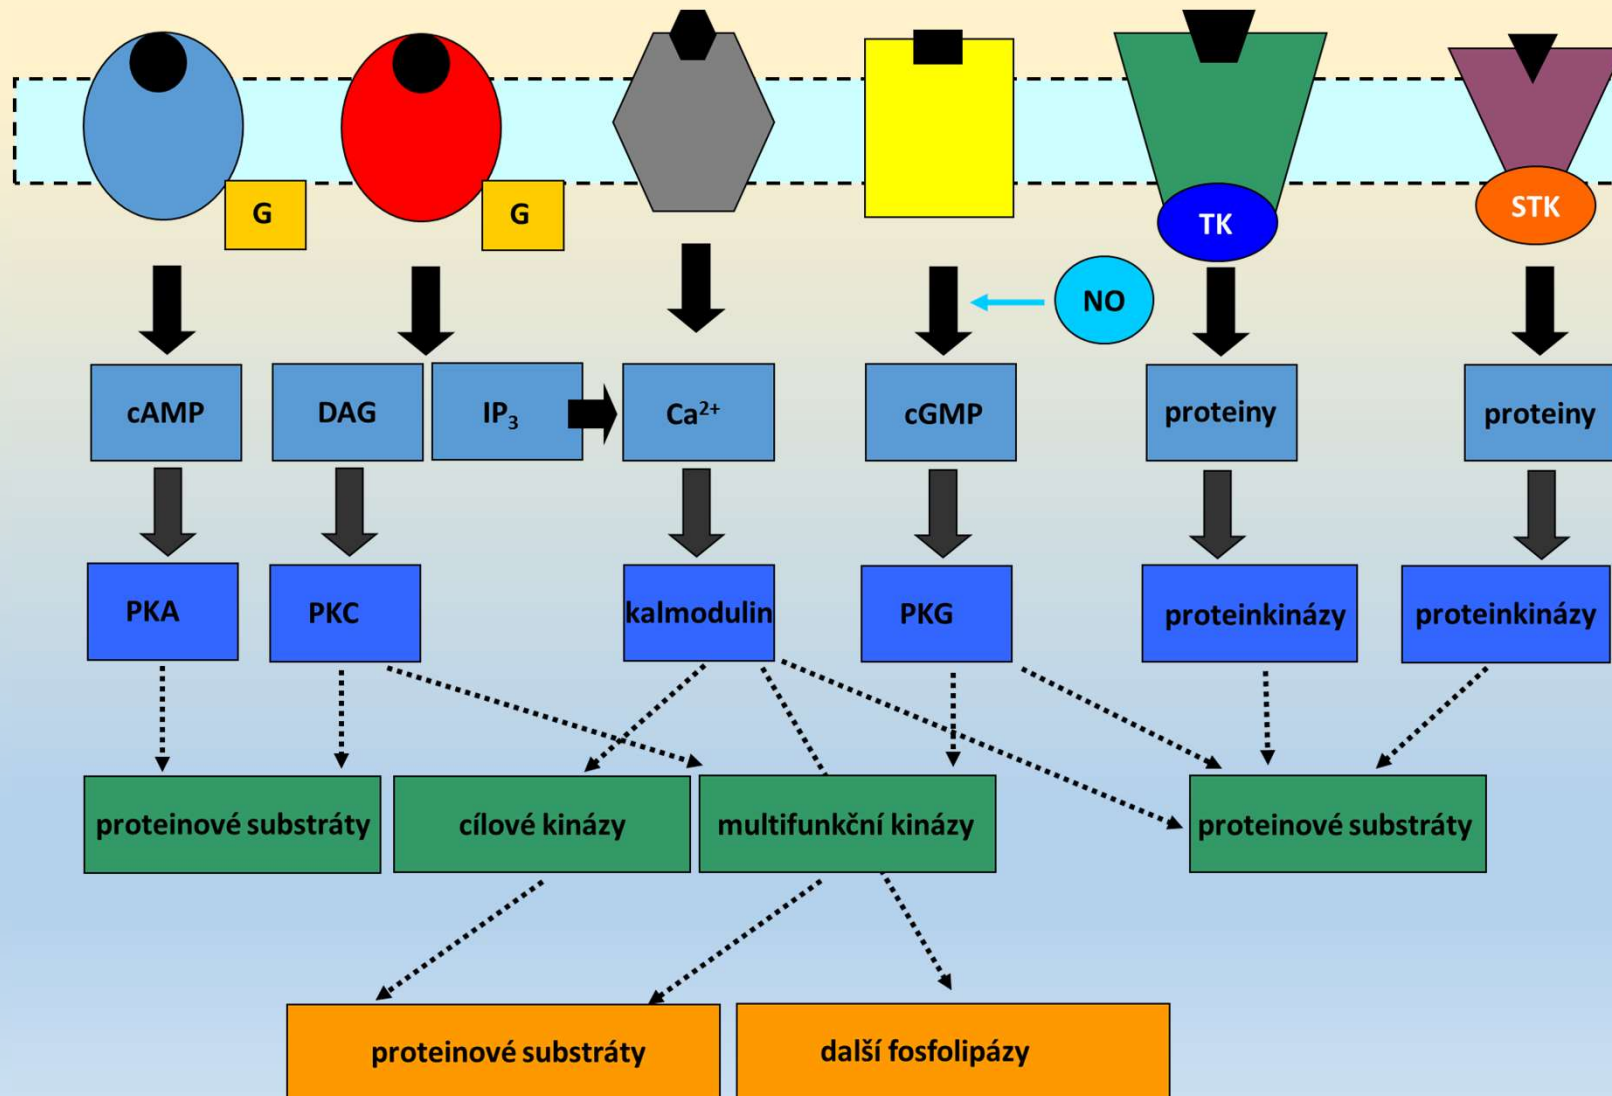 G
G
TK
STK
NO
cAMP
DAG
IP₃
Ca²⁺
cGMP
proteiny
proteiny
PKA
PKC
kalmodulin
PKG
proteinkinázy
proteinkinázy
proteinové substráty
cílové kinázy
multifunkční kinázy
proteinové substráty
proteinové substráty
další fosfolipázy